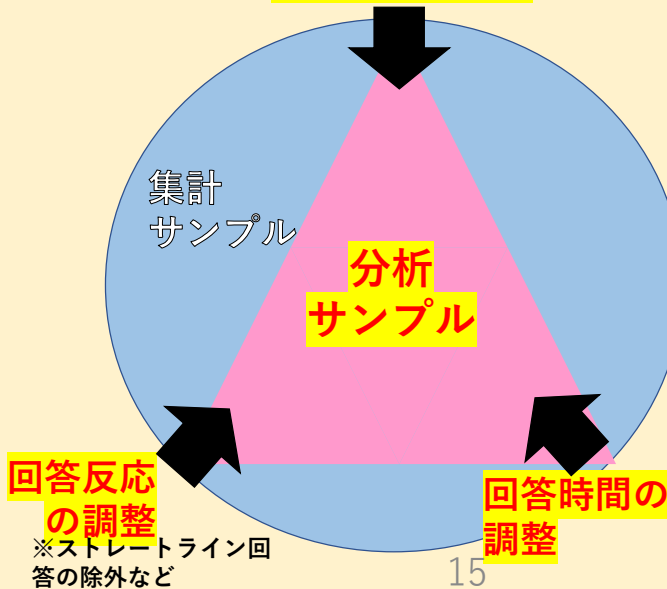 集計
サンプル
分析
サンプル
回答反応
の調整
※ストレートライン回
答の除外など
回答時間の
調整
15